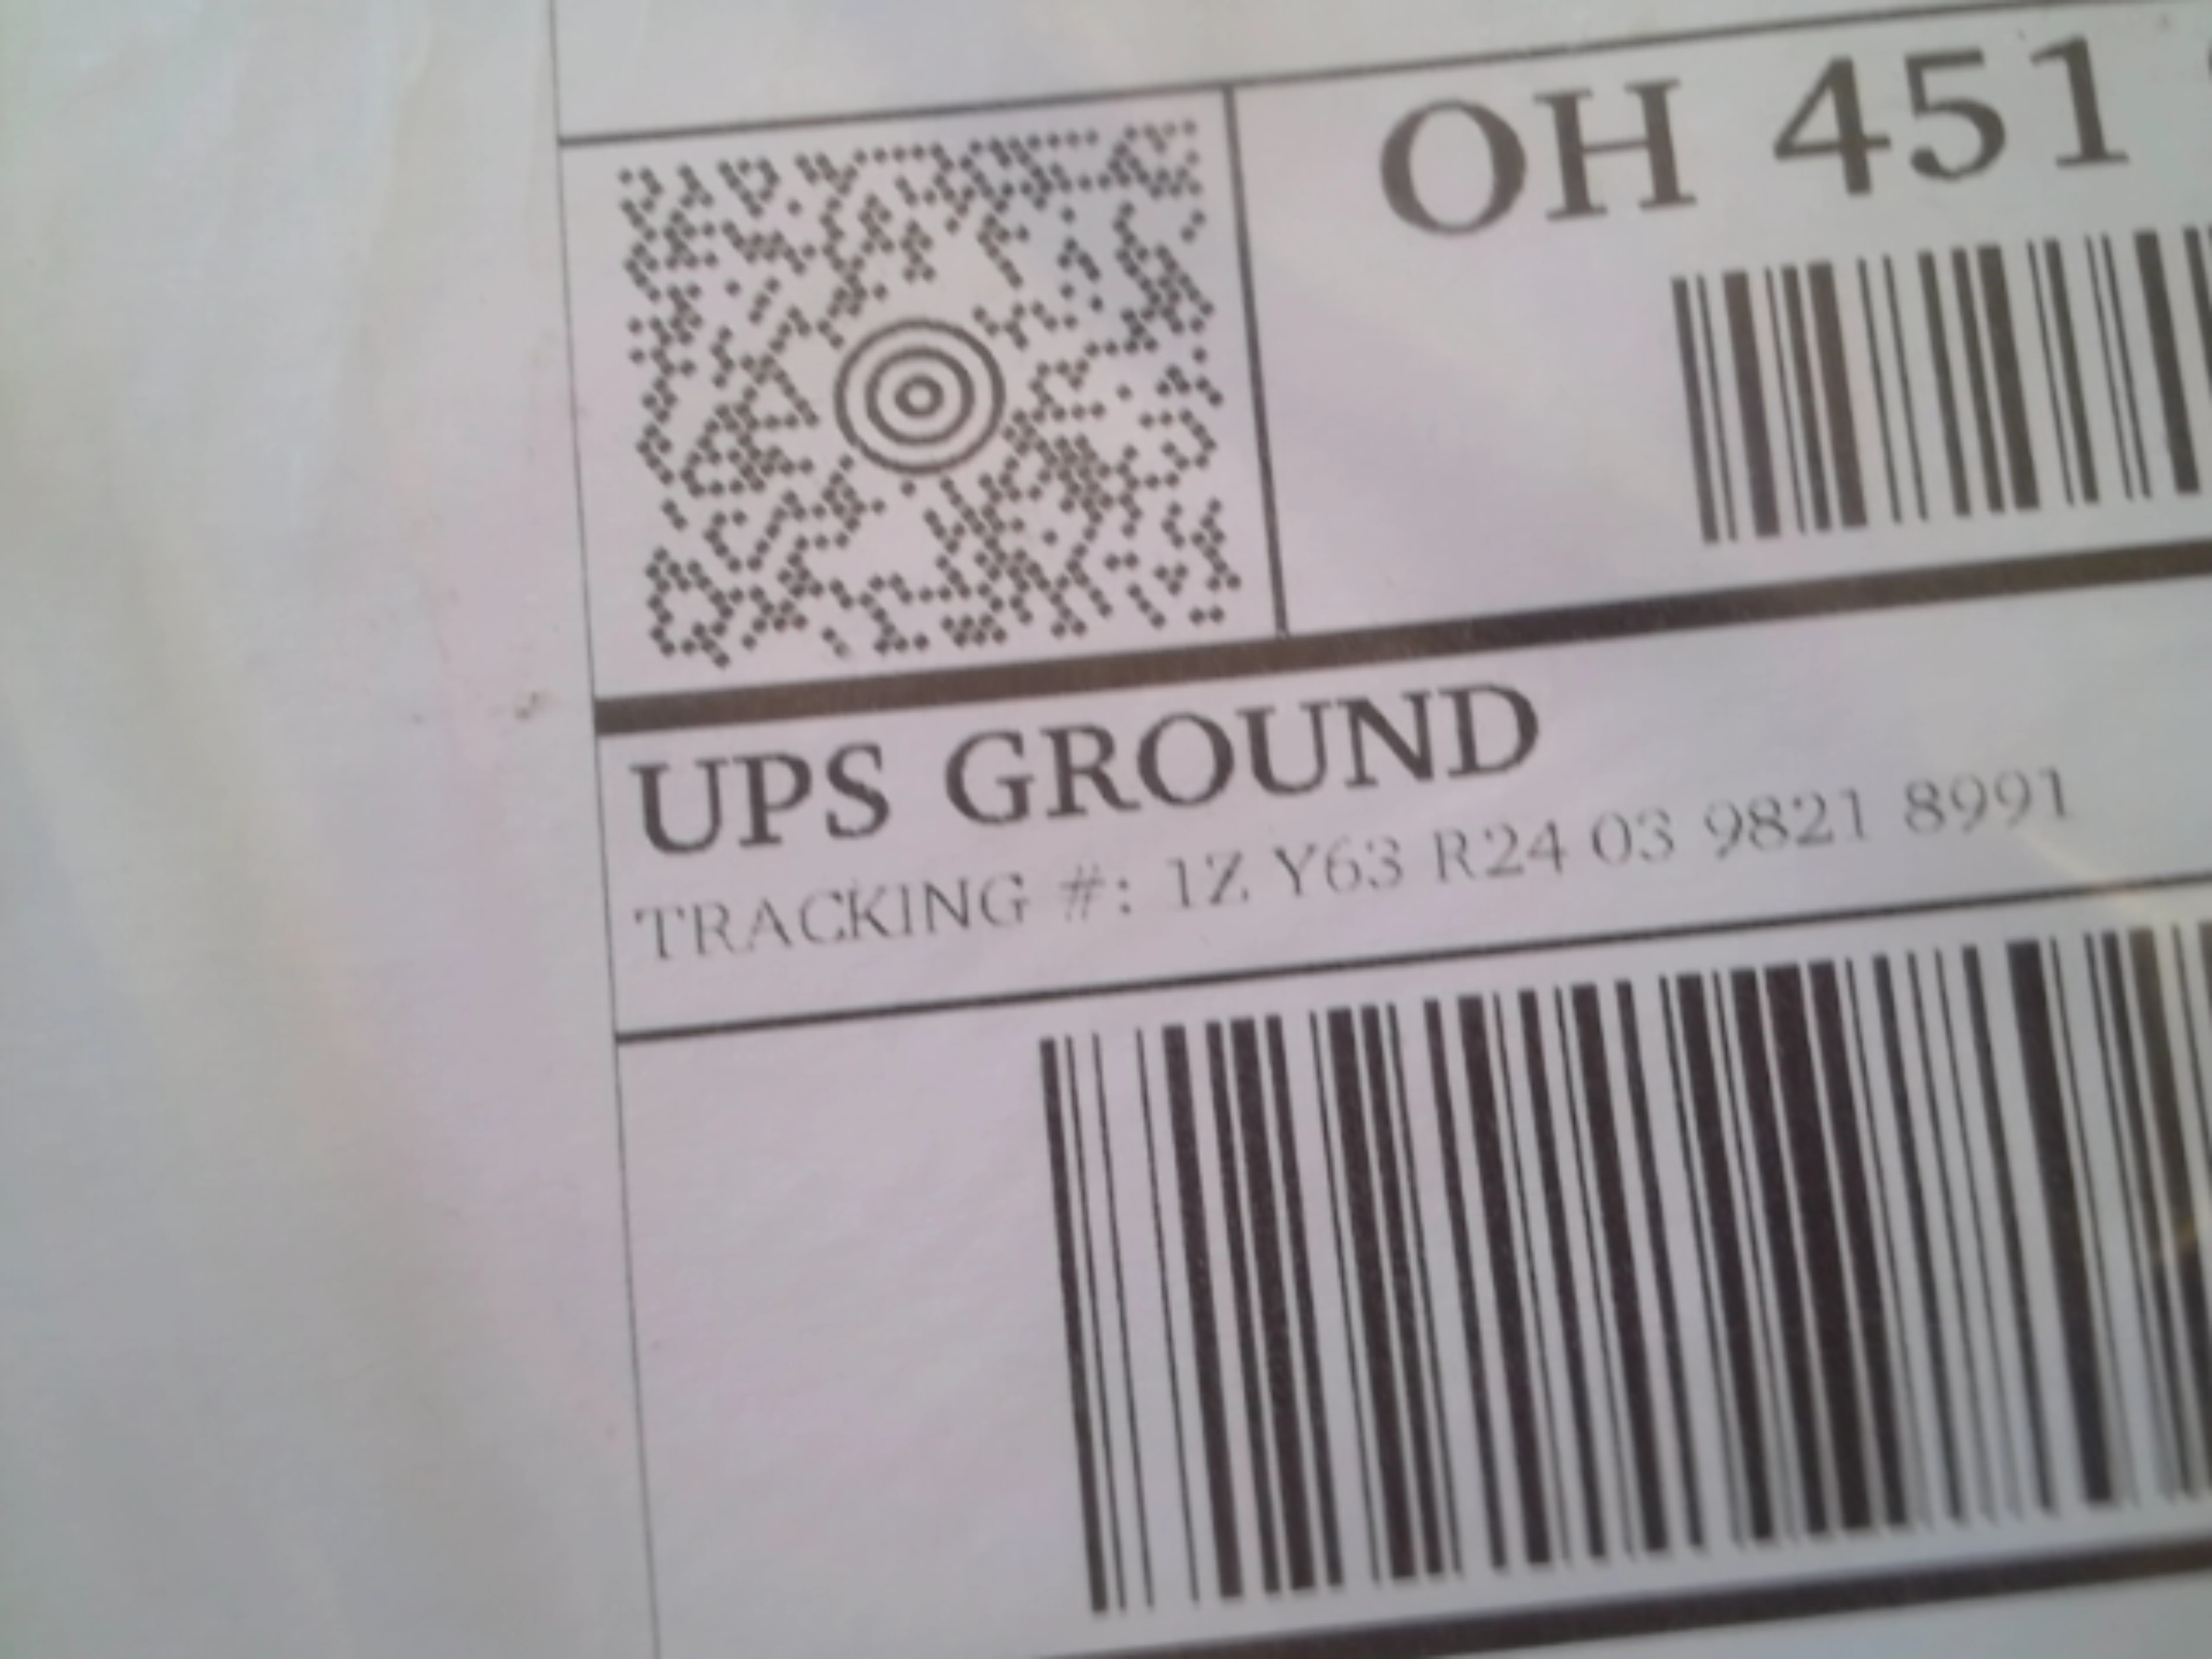 OH 451
UPS GROUND
TRACKING #: 1Z Y63 R24 03 9821 8991